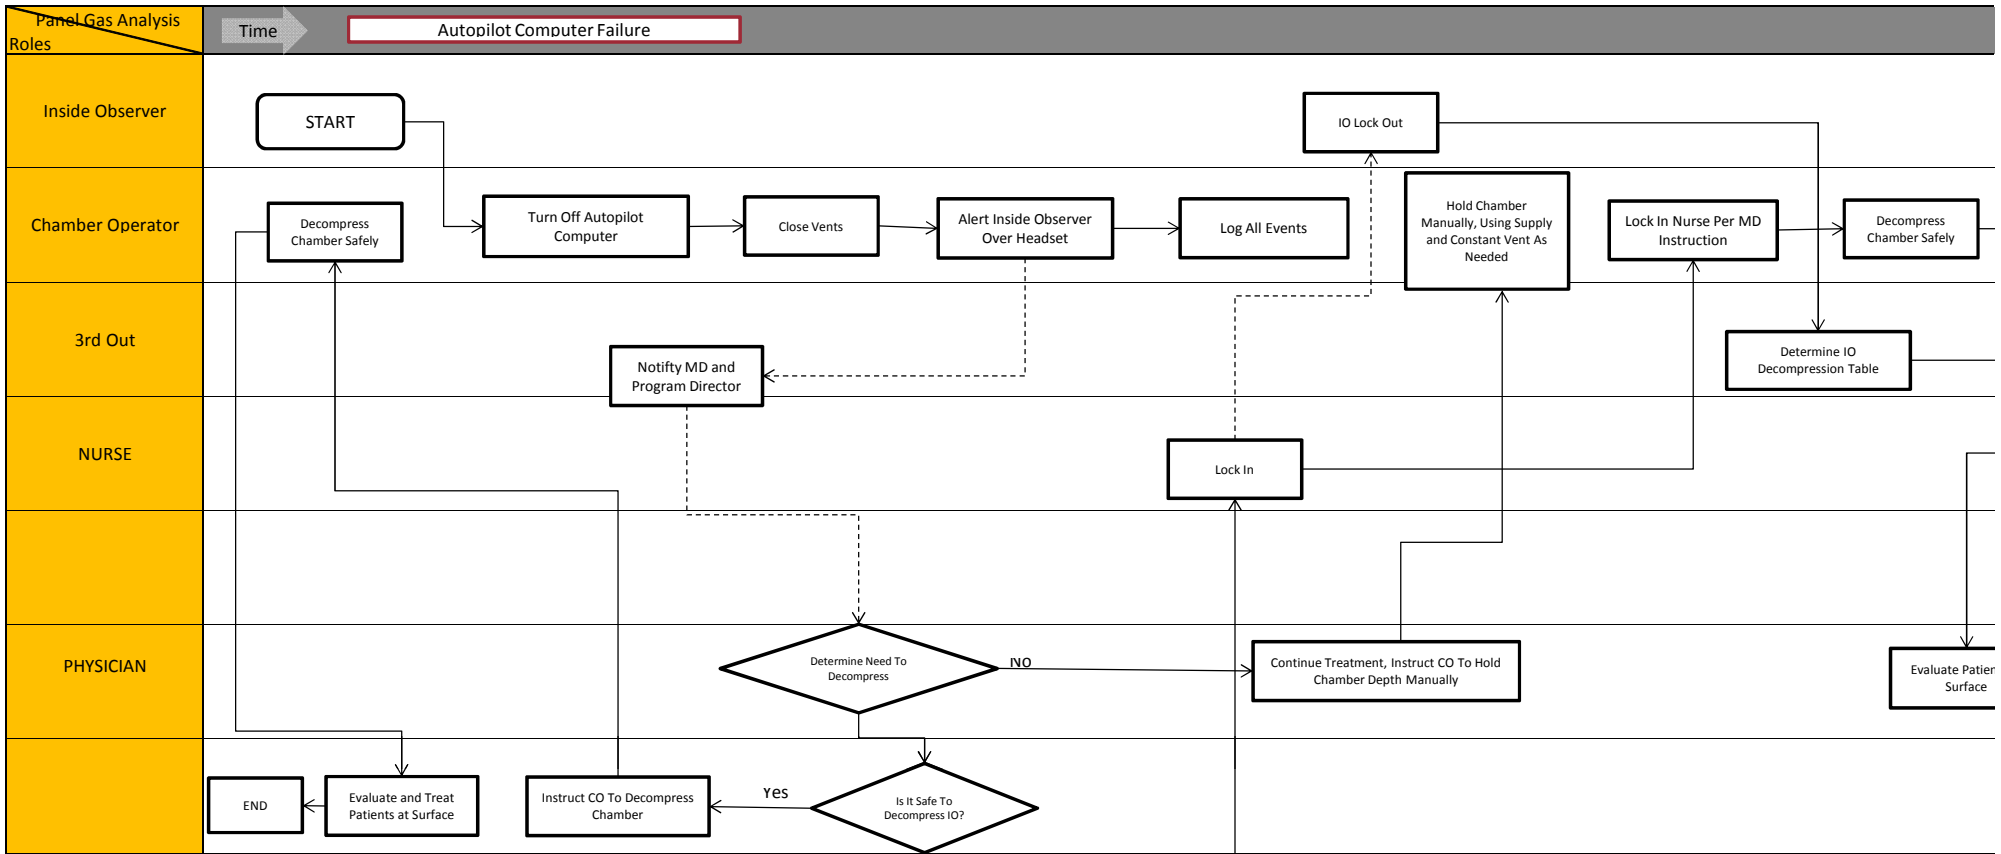 Panel Gas Analysis
Roles
Time
Autopilot Computer Failure
Inside Observer
START
IO Lock Out
Chamber Operator
Decompress
Chamber Safely
Turn Off Autopilot
Computer
Close Vents
Alert Inside Observer
Over Headset
Log All Events
Hold Chamber
Manually, Using Supply
and Constant Vent As
Needed
Lock In Nurse Per MD
Instruction
Decompress
Chamber Safely
3rd Out
Notifty MD and
Program Director
Determine IO
Decompression Table
NURSE
Lock In
PHYSICIAN
Determine Need To
Decompress
NO
Continue Treatment, Instruct CO To Hold
Chamber Depth Manually
Evaluate Patien
Surface
END
Evaluate and Treat
Patients at Surface
Instruct CO To Decompress
Chamber
Yes
Is It Safe To
Decompress IO?